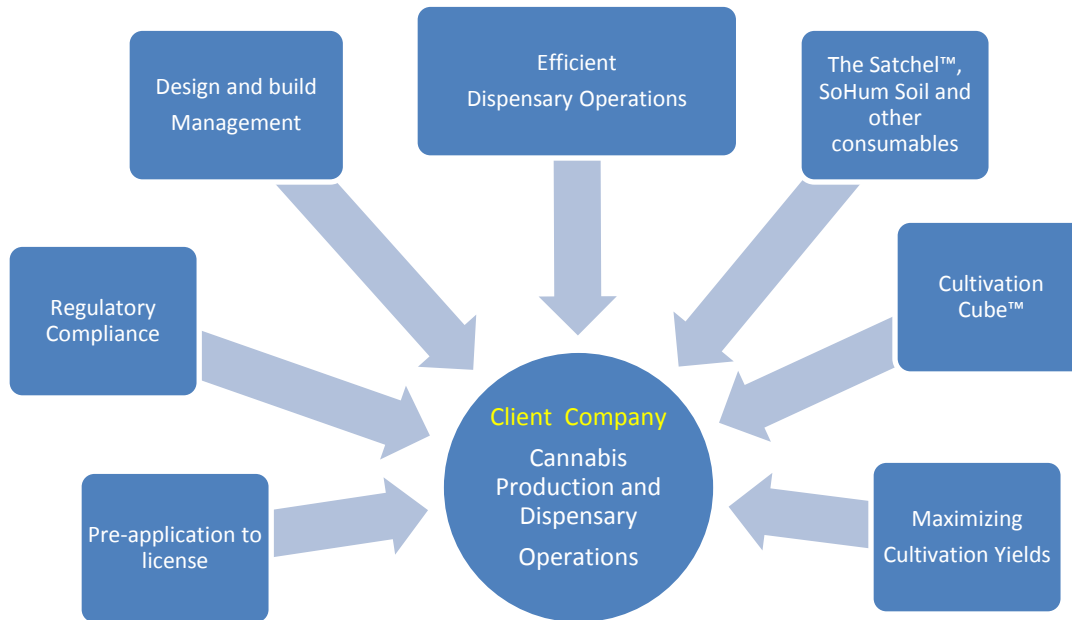 Design and build
Management
Efficient
Dispensary Operations
The Satchel™,
SoHum Soil and
other
consumables
Regulatory
Compliance
Cultivation
Cube™
Client  Company
Cannabis
Production and
Dispensary
Operations
Pre-application to
license
Maximizing
Cultivation Yields